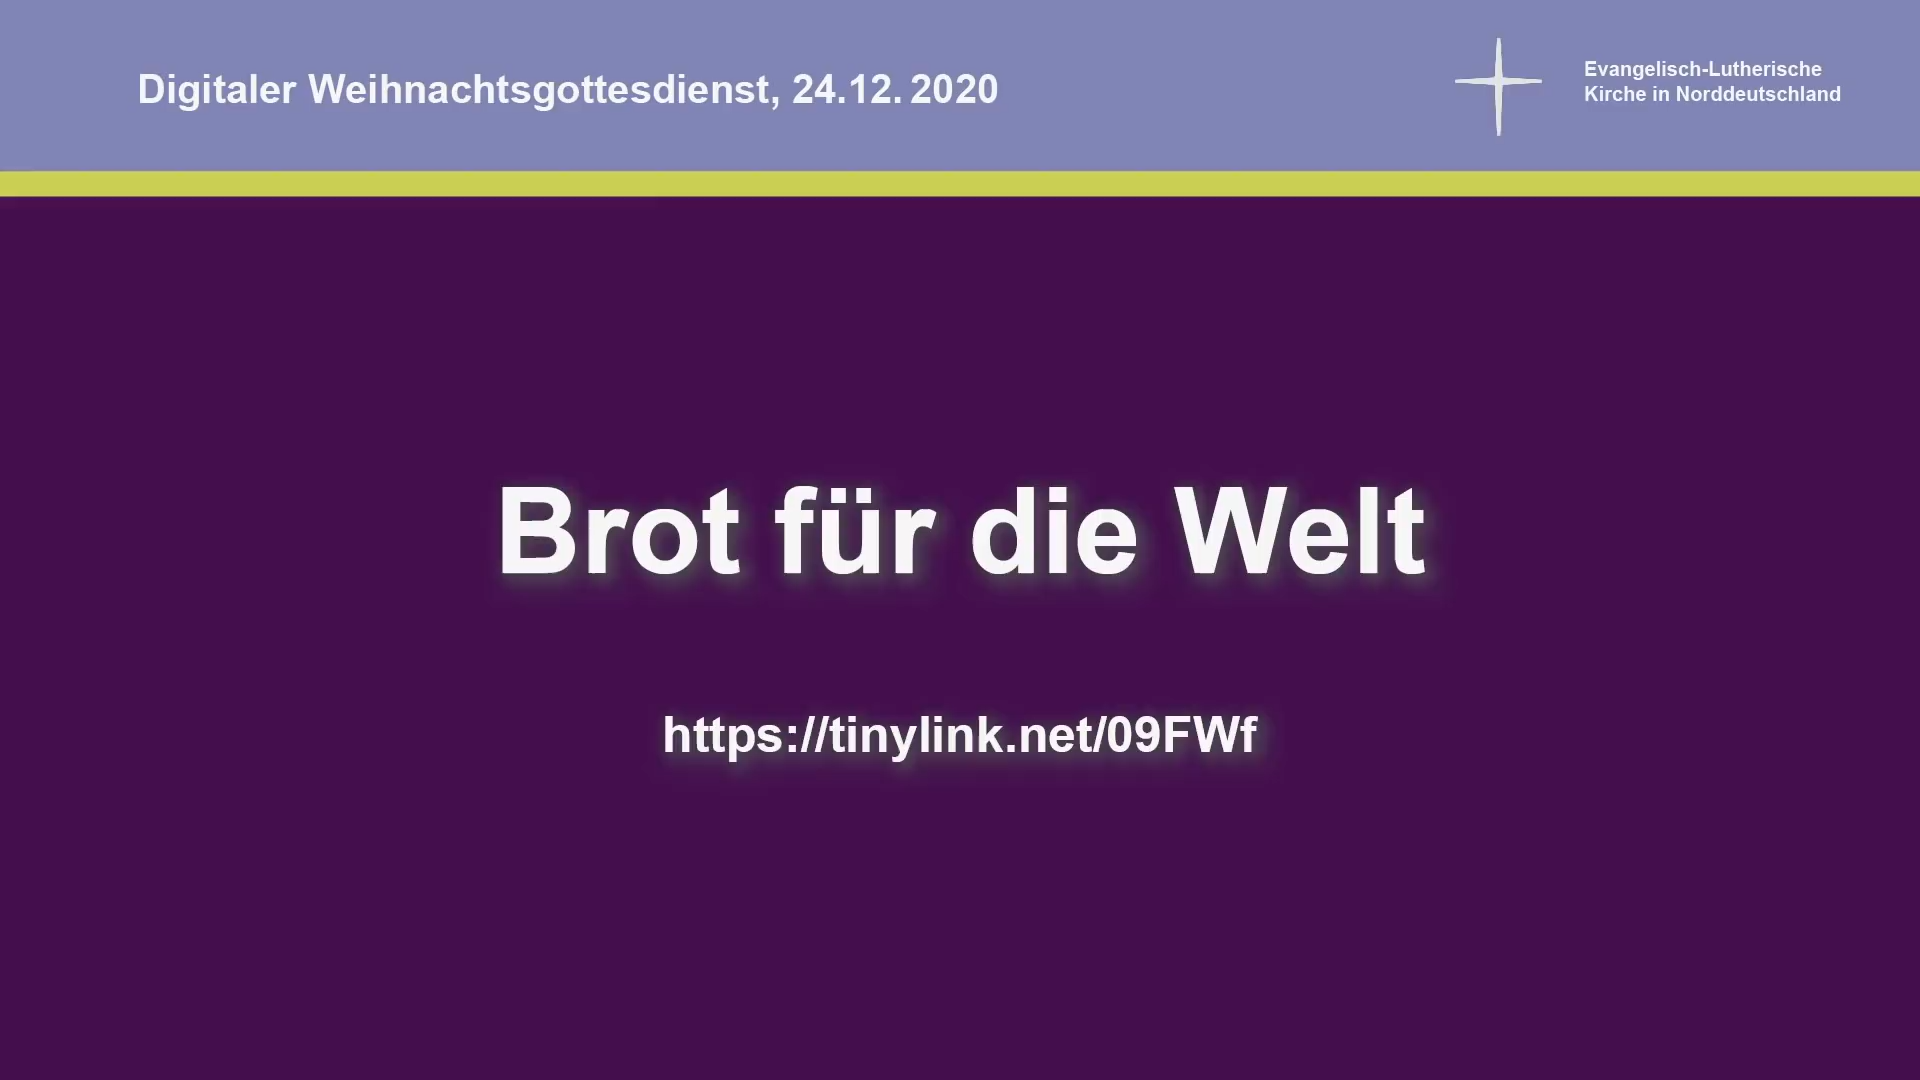 Digitaler Weihnachtsgottesdienst, 24.12. 2020
Evangelisch-Lutherische
Kirche in Norddeutschland
Brot für die Welt
https://tinylink.net/09FWf